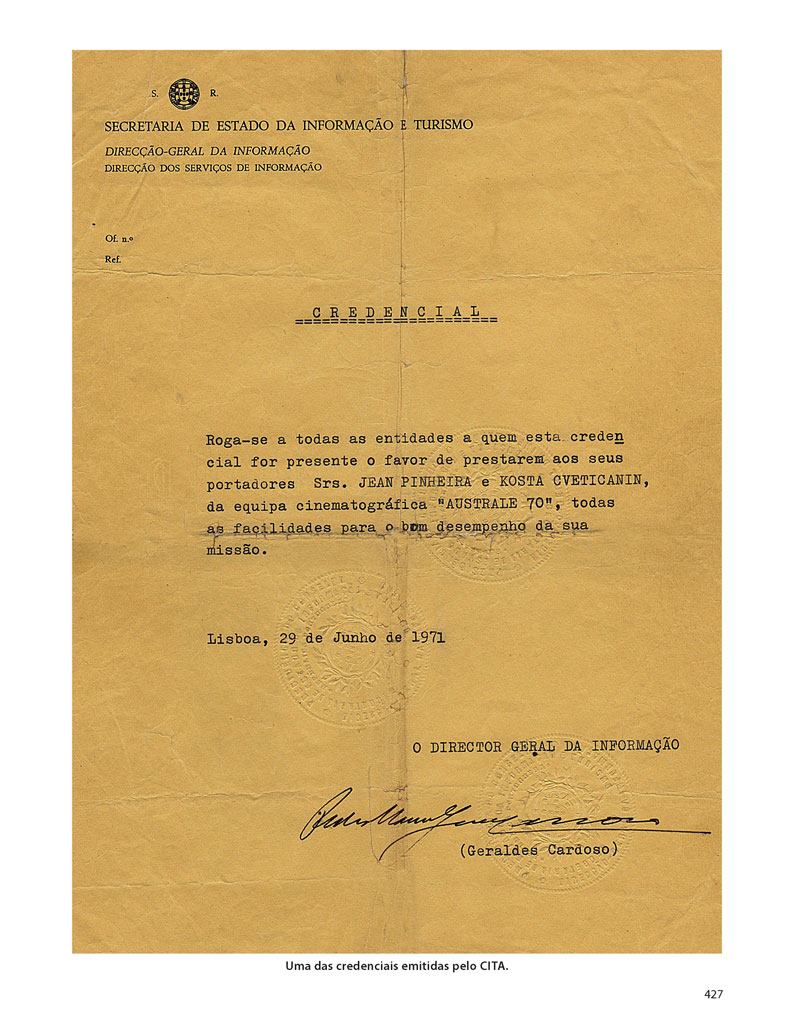 S. R.
SECRETARIA DE ESTADO DA INFORMAÇÃO E TURISMO
DIRECÇÃO-GERAL DA INFORMAÇÃO
DIRECÇÃO DOS SERVIÇOS DE INFORMAÇÃO
Of. n.º
Ref.
CREDENCIAL
Roga-se a todas as entidades a quem esta creden
cial for presente o favor de prestarem aos seus
portadores Srs. JEAN PINHEIRA e KOSTA CVETICANIN,
da equipa cinematográfica "AUSTRALE 70", todas
as facilidades para o bom desempenho da sua
missão.
Lisboa, 29 de Junho de 1971
O DIRECTOR GERAL DA INFORMAÇÃO
(Geraldes Cardoso)
Uma das credenciais emitidas pelo CITA.
427